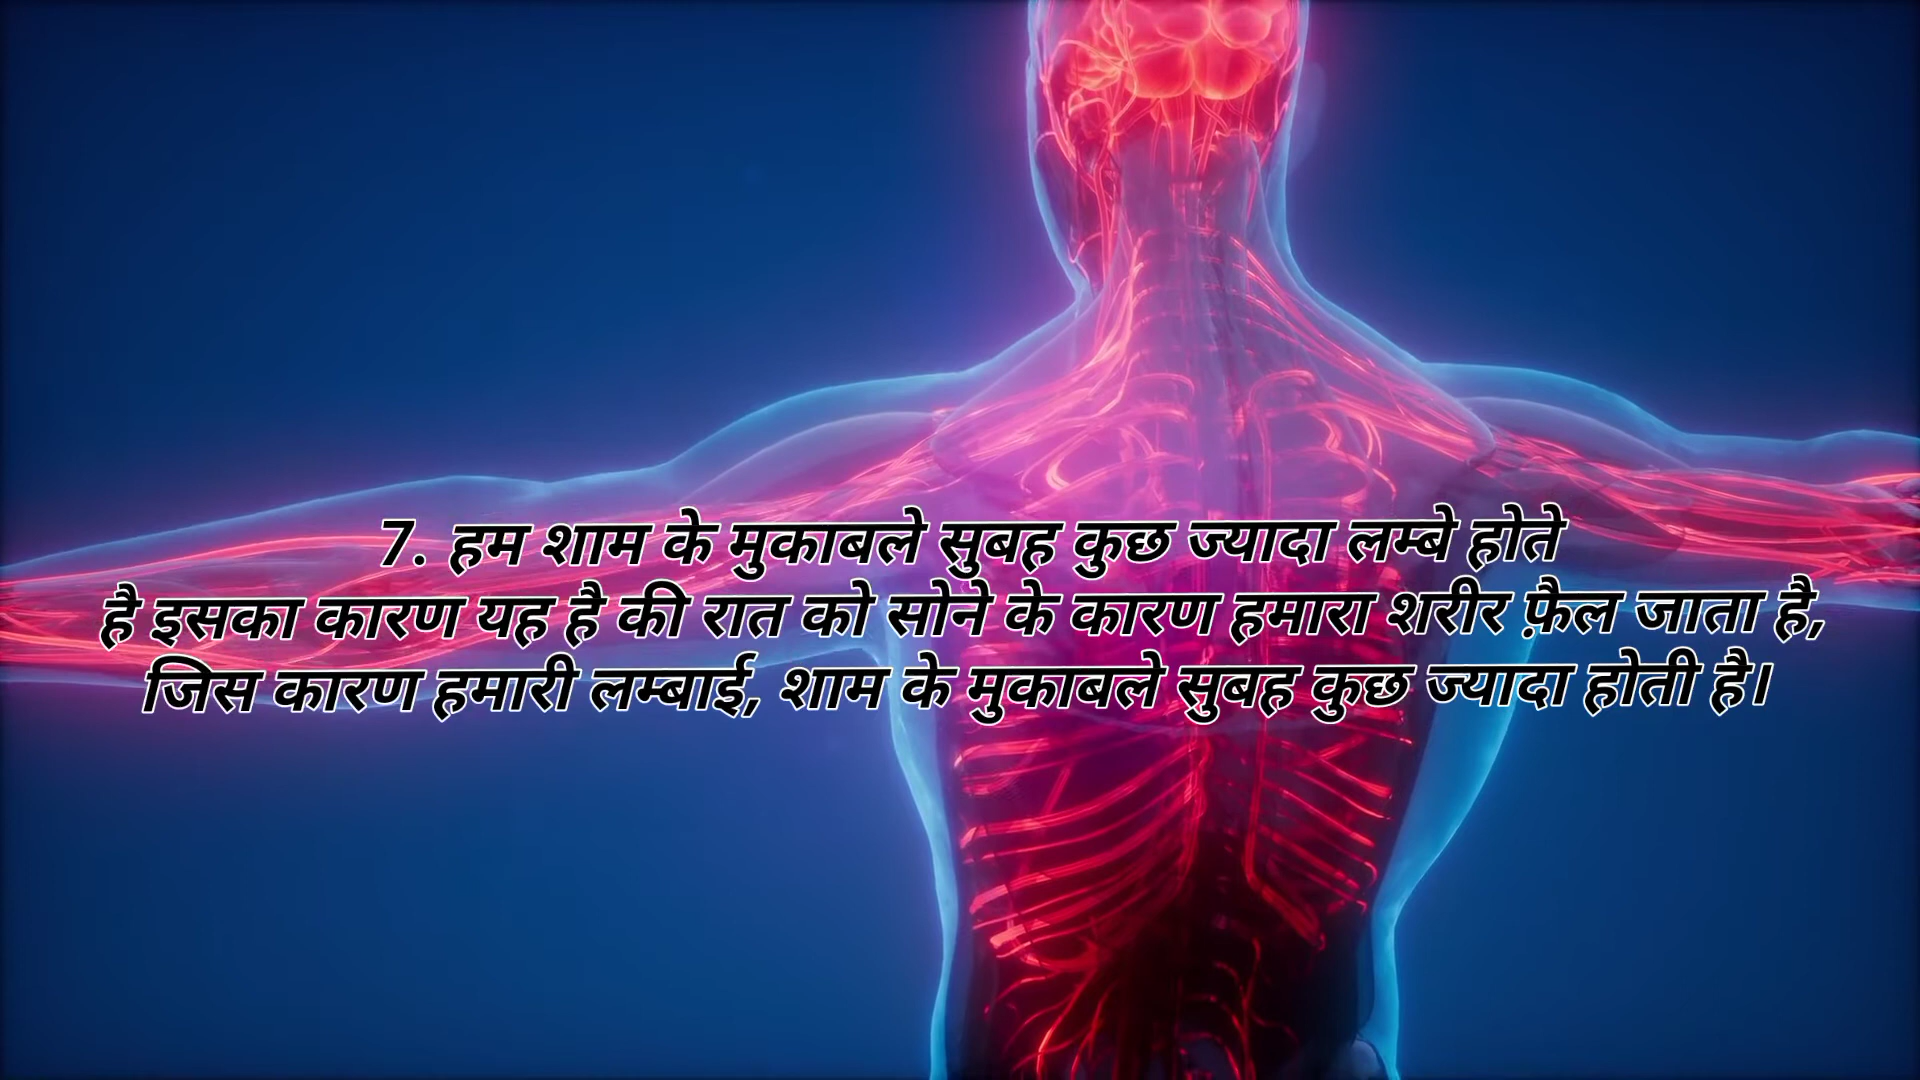 7. हम शाम के मुकाबले सुबह कुछ ज्यादा लम्बे होते
है इसका कारण यह है की रात को सोने के कारण हमारा शरीर फ़ैल जाता है,
जिस कारण हमारी लम्बाई, शाम के मुकाबले सुबह कुछ ज्यादा होती है।